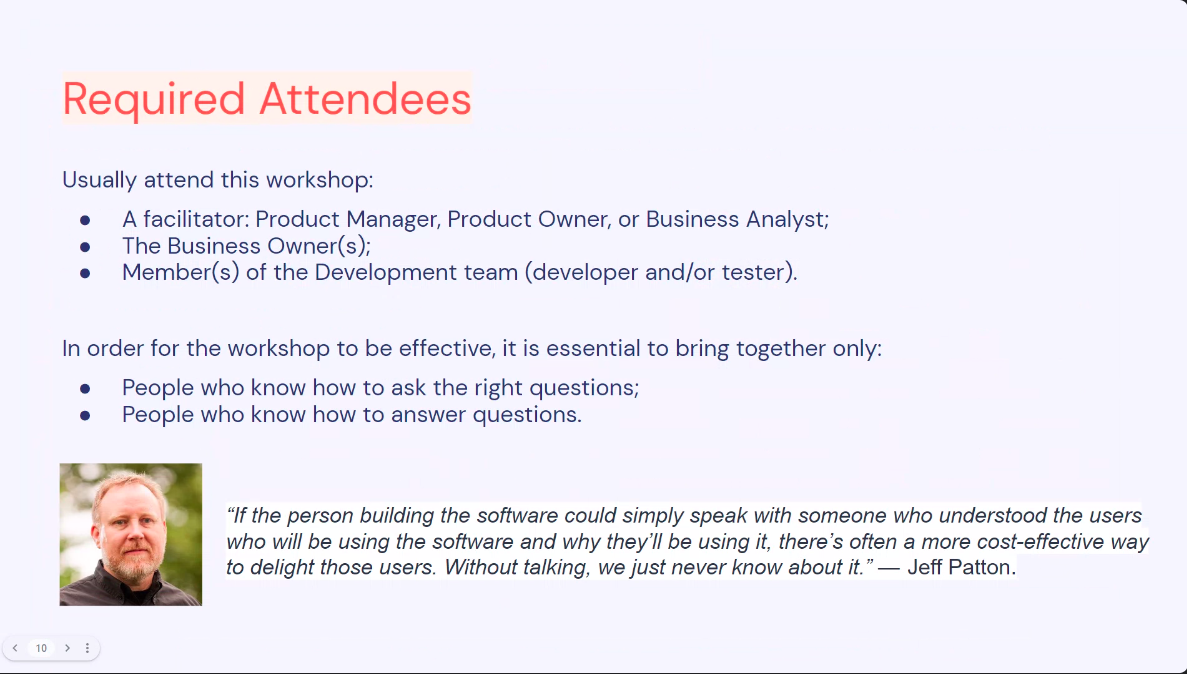 Required Attendees
Usually attend this workshop:
● A facilitator: Product Manager, Product Owner, or Business Analyst;
● The Business Owner(s);
● Member(s) of the Development team (developer and/or tester).
In order for the workshop to be effective, it is essential to bring together only:
● People who know how to ask the right questions;
● People who know how to answer questions.
“If the person building the software could simply speak with someone who understood the users
who will be using the software and why they’ll be using it, there’s often a more cost-effective way
to delight those users. Without talking, we just never know about it.” — Jeff Patton.
10